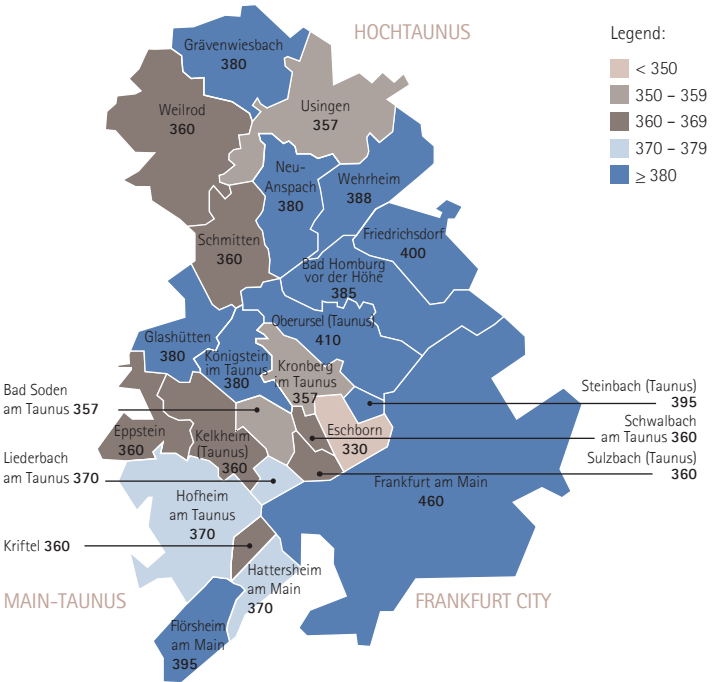 HOCHTAUNUS
Legend:
< 350
350 – 359
360 – 369
370 – 379
≥ 380
Grävenwiesbach
380
Usingen
357
Weilrod
360
Neu-
Anspach
380
Wehrheim
388
Friedrichsdorf
400
Schmitten
360
Bad Homburg
vor der Höhe
385
Oberursel (Taunus)
410
Glashütten
380
Königstein
im Taunus
380
Kronberg
im Taunus
357
Bad Soden
am Taunus 357
Steinbach (Taunus)
395
Schwalbach
am Taunus 360
Eschborn
330
Eppstein
360
Kelkheim
(Taunus)
360
Liederbach
am Taunus 370
Sulzbach (Taunus)
360
Frankfurt am Main
460
Hofheim
am Taunus
370
Kriftel 360
Hattersheim
am Main
370
MAIN-TAUNUS
FRANKFURT CITY
Flörsheim
am Main
395